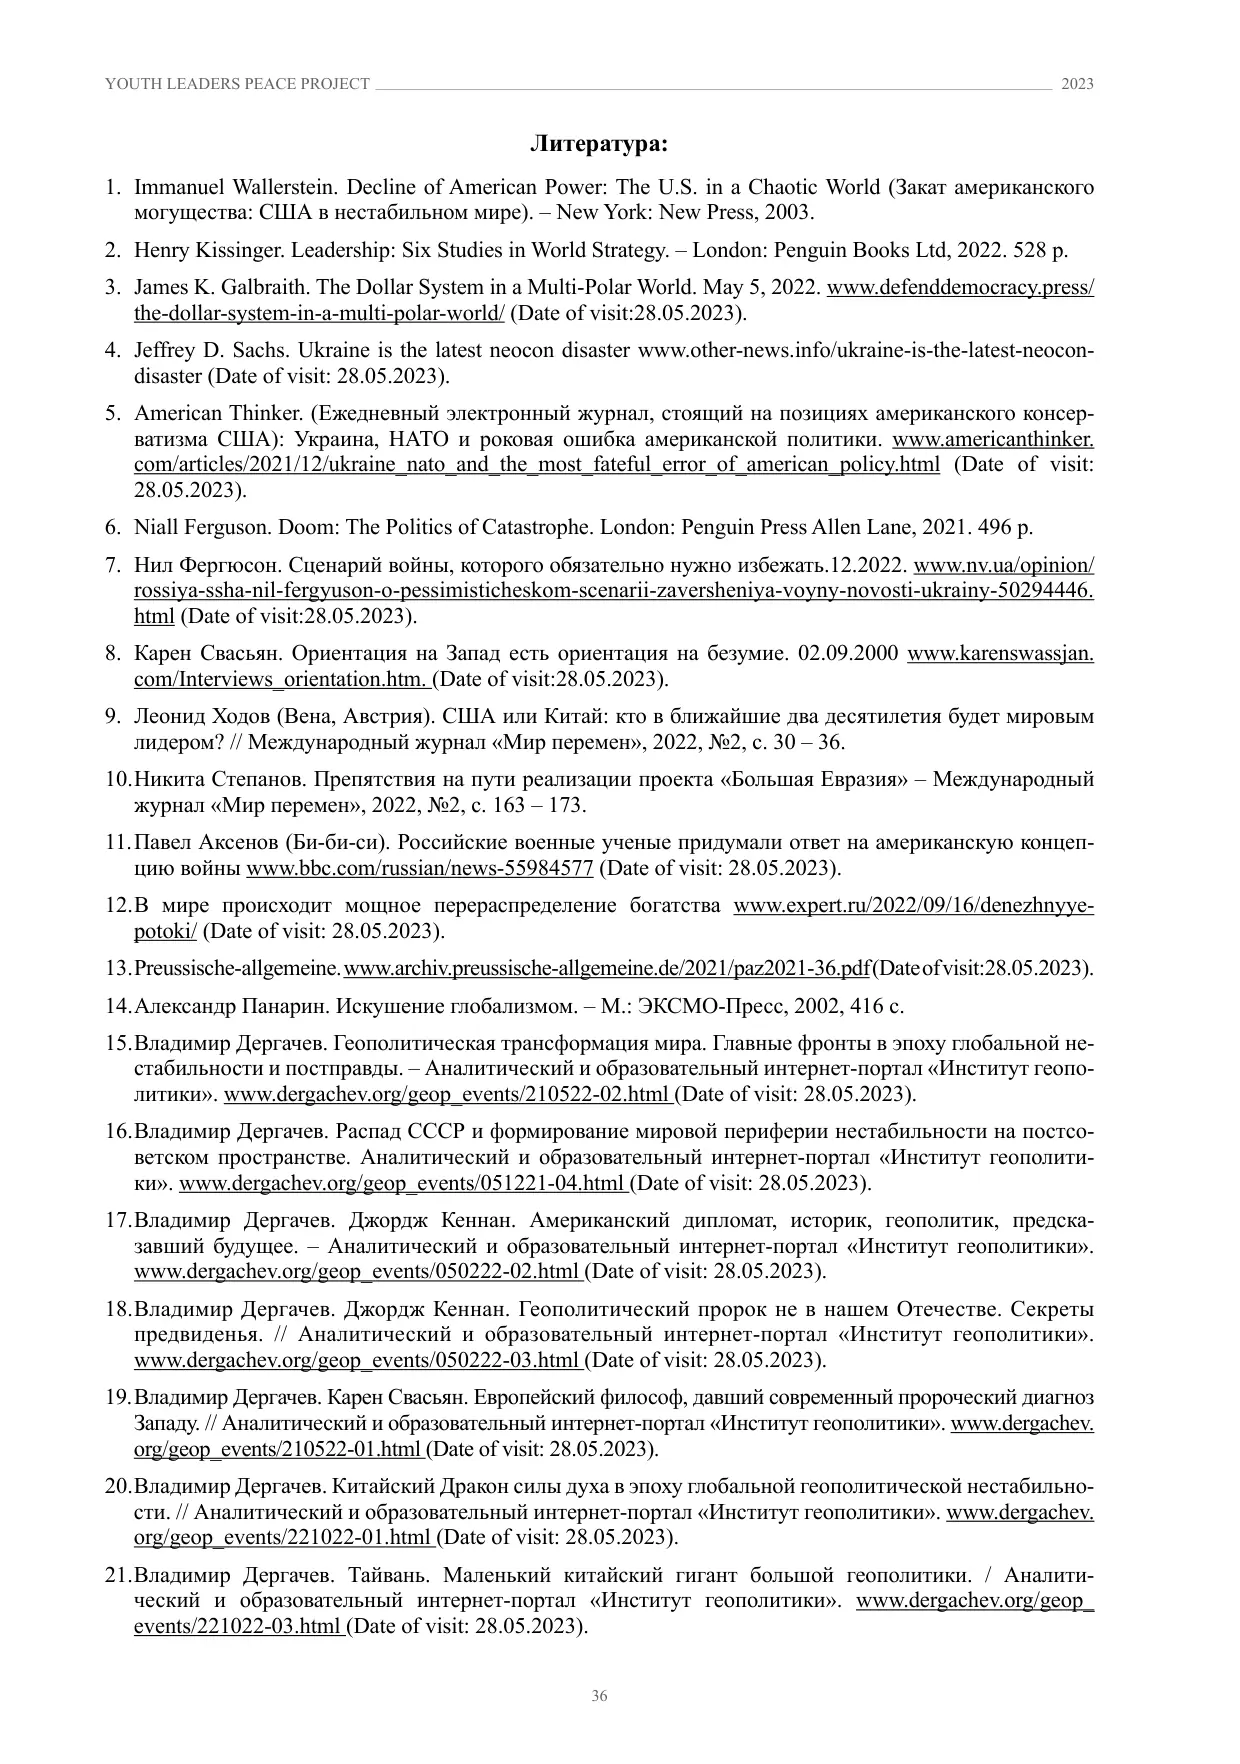 YOUTH LEADERS PEACE PROJECT 2023
Литература:
1. Immanuel Wallerstein. Decline of American Power: The U.S. in a Chaotic World (Закат американского
могущества: США в нестабильном мире). – New York: New Press, 2003.
2. Henry Kissinger. Leadership: Six Studies in World Strategy. – London: Penguin Books Ltd, 2022. 528 p.
3. James K. Galbraith. The Dollar System in a Multi-Polar World. May 5, 2022. www.defenddemocracy.press/
the-dollar-system-in-a-multi-polar-world/ (Date of visit:28.05.2023).
4. Jeffrey D. Sachs. Ukraine is the latest neocon disaster www.other-news.info/ukraine-is-the-latest-neocon-
disaster (Date of visit: 28.05.2023).
5. American Thinker. (Ежедневный электронный журнал, стоящий на позициях американского консер-
ватизма США): Украина, НАТО и роковая ошибка американской политики. www.americanthinker.
com/articles/2021/12/ukraine_nato_and_the_most_fateful_error_of_american_policy.html (Date of visit:
28.05.2023).
6. Niall Ferguson. Doom: The Politics of Catastrophe. London: Penguin Press Allen Lane, 2021. 496 p.
7. Нил Фергюсон. Сценарий войны, которого обязательно нужно избежать.12.2022. www.nv.ua/opinion/
rossiya-ssha-nil-fergyuson-o-pessimisticheskom-scenarii-zaversheniya-voyny-novosti-ukrainy-50294446.
html (Date of visit:28.05.2023).
8. Карен Свасьян. Ориентация на Запад есть ориентация на безумие. 02.09.2000 www.karenswassjan.
com/Interviews_orientation.htm. (Date of visit:28.05.2023).
9. Леонид Ходов (Вена, Австрия). США или Китай: кто в ближайшие два десятилетия будет мировым
лидером? // Международный журнал «Мир перемен», 2022, №2, с. 30 – 36.
10.Никита Степанов. Препятствия на пути реализации проекта «Большая Евразия» – Международный
журнал «Мир перемен», 2022, №2, с. 163 – 173.
11.Павел Аксенов (Би-би-си). Российские военные ученые придумали ответ на американскую концеп-
цию войны www.bbc.com/russian/news-55984577 (Date of visit: 28.05.2023).
12.В мире происходит мощное перераспределение богатства www.expert.ru/2022/09/16/denezhnyye-
potoki/ (Date of visit: 28.05.2023).
13.Preussische-allgemeine.www.archiv.preussische-allgemeine.de/2021/paz2021-36.pdf(Date of visit:28.05.2023).
14.Александр Панарин. Искушение глобализмом. – М.: ЭКСМО-Пресс, 2002, 416 с.
15.Владимир Дергачев. Геополитическая трансформация мира. Главные фронты в эпоху глобальной не-
стабильности и постправды. – Аналитический и образовательный интернет-портал «Институт геопо-
литики». www.dergachev.org/geop_events/210522-02.html (Date of visit: 28.05.2023).
16.Владимир Дергачев. Распад СССР и формирование мировой периферии нестабильности на постсо-
ветском пространстве. Аналитический и образовательный интернет-портал «Институт геополити-
ки». www.dergachev.org/geop_events/051221-04.html (Date of visit: 28.05.2023).
17.Владимир Дергачев. Джордж Кеннан. Американский дипломат, историк, геополитик, предска-
завший будущее. – Аналитический и образовательный интернет-портал «Институт геополитики».
www.dergachev.org/geop_events/050222-02.html (Date of visit: 28.05.2023).
18.Владимир Дергачев. Джордж Кеннан. Геополитический пророк не в нашем Отечестве. Секреты
предвиденья. // Аналитический и образовательный интернет-портал «Институт геополитики».
www.dergachev.org/geop_events/050222-03.html (Date of visit: 28.05.2023).
19.Владимир Дергачев. Карен Свасьян. Европейский философ, давший современный пророческий диагноз
Западу. // Аналитический и образовательный интернет-портал «Институт геополитики». www.dergachev.
org/geop_events/210522-01.html (Date of visit: 28.05.2023).
20.Владимир Дергачев. Китайский Дракон силы духа в эпоху глобальной геополитической нестабильно-
сти. // Аналитический и образовательный интернет-портал «Институт геополитики». www.dergachev.
org/geop_events/221022-01.html (Date of visit: 28.05.2023).
21.Владимир Дергачев. Тайвань. Маленький китайский гигант большой геополитики. / Аналити-
ческий и образовательный интернет-портал «Институт геополитики». www.dergachev.org/geop_
events/221022-03.html (Date of visit: 28.05.2023).
36